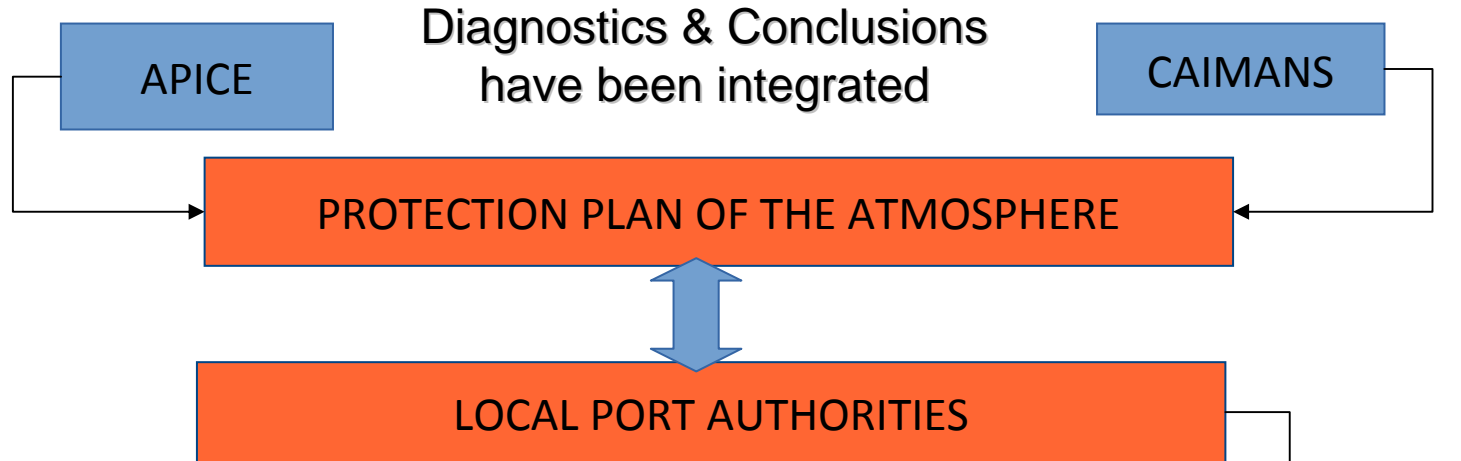 Diagnostics & Conclusions
have been integrated
APICE
CAIMANS
PROTECTION PLAN OF THE ATMOSPHERE
LOCAL PORT AUTHORITIES